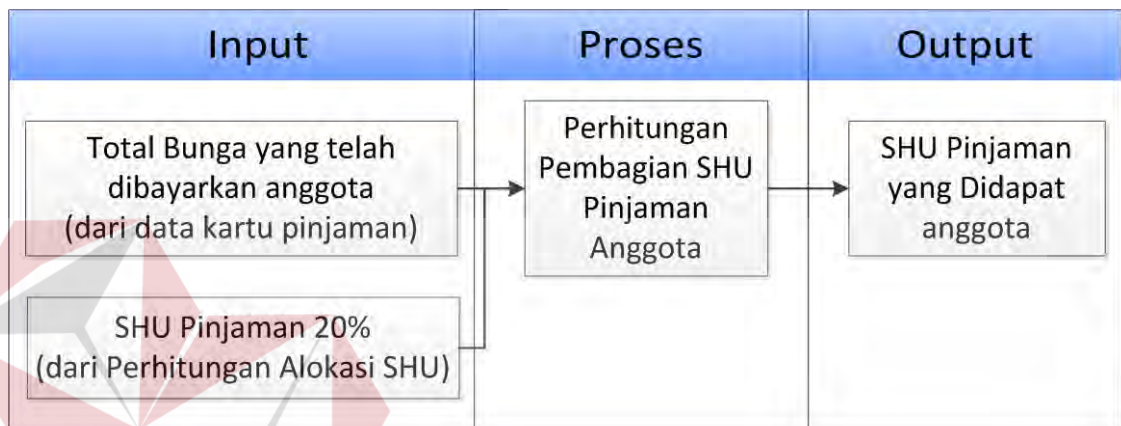 Input
Proses
Output
Total Bunga yang telah
dibayarkan anggota
(dari data kartu pinjaman)
SHU Pinjaman 20%
(dari Perhitungan Alokasi SHU)
Perhitungan
Pembagian SHU
Pinjaman
Anggota
SHU Pinjaman
yang Didapat
anggota